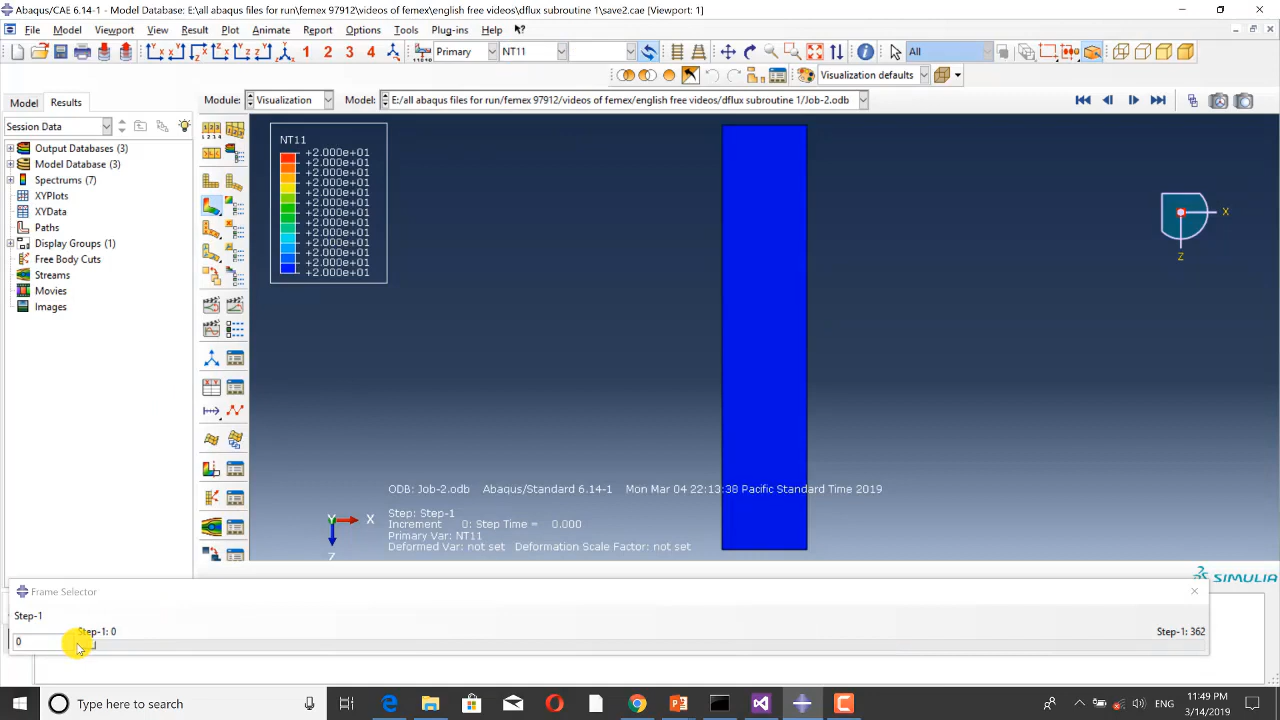 Abaqus/CAE 6.14-1 - Model Database: E:\all abaqus files for run/femex 97912/videos of femex\english free videos\dflux subroutine 1\save2.cae [Viewport: 1]
File Model Viewport View Result Plot Animate Report Options Tools Plug-ins Help
1 2 3 4 Primary NT11 All
Visualization defaults
Model Results Module: Visualization Model: E:/all abaqus files for run/femex 97912/videos of femex/english free videos/dflux subroutine 1/Job-2.odb
Session Data
Output Databases (3)
Model Database (3)
Spectrums (7)
XYPlots
XYData
Paths
Display Groups (1)
Free Body Cuts
Streams
Movies
Images
NT11
+2.000e+01
+2.000e+01
+2.000e+01
+2.000e+01
+2.000e+01
+2.000e+01
+2.000e+01
+2.000e+01
+2.000e+01
+2.000e+01
+2.000e+01
+2.000e+01
+2.000e+01
X
Z
ODB: Job-2.odb Abaqus/Standard 6.14-1 Mon Mar 04 22:13:38 Pacific Standard Time 2019
Step: Step-1
Increment 0: Step Time = 0.000
Primary Var: NT11
Deformed Var: not set Deformation Scale Factor: not set
Y X
Z
SIMULIA
Frame Selector
Step-1
Step-1: 0 Step-1: 362
0
Type here to search
ENG
11:49 PM
3/14/2019